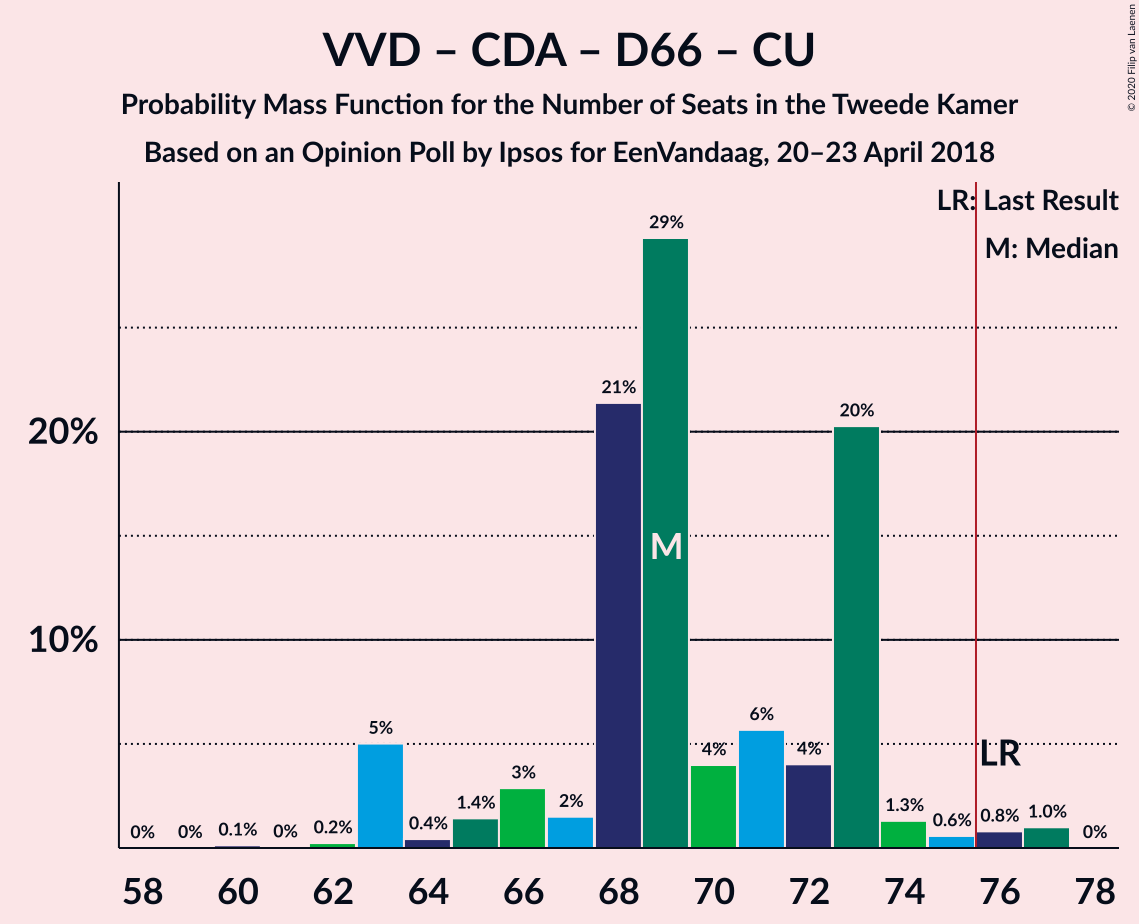 VVD – CDA – D66 – CU
Probability Mass Function for the Number of Seats in the Tweede Kamer
Based on an Opinion Poll by Ipsos for EenVandaag, 20–23 April 2018
© 2020 Filip van Laenen
LR: Last Result
M: Median
20%
10%
0%
0%
0.1%
0%
0.2%
5%
0.4%
1.4%
3%
2%
21%
29%
4%
6%
4%
20%
1.3%
0.6%
0.8%
1.0%
0%
M
LR
58 60 62 64 66 68 70 72 74 76 78